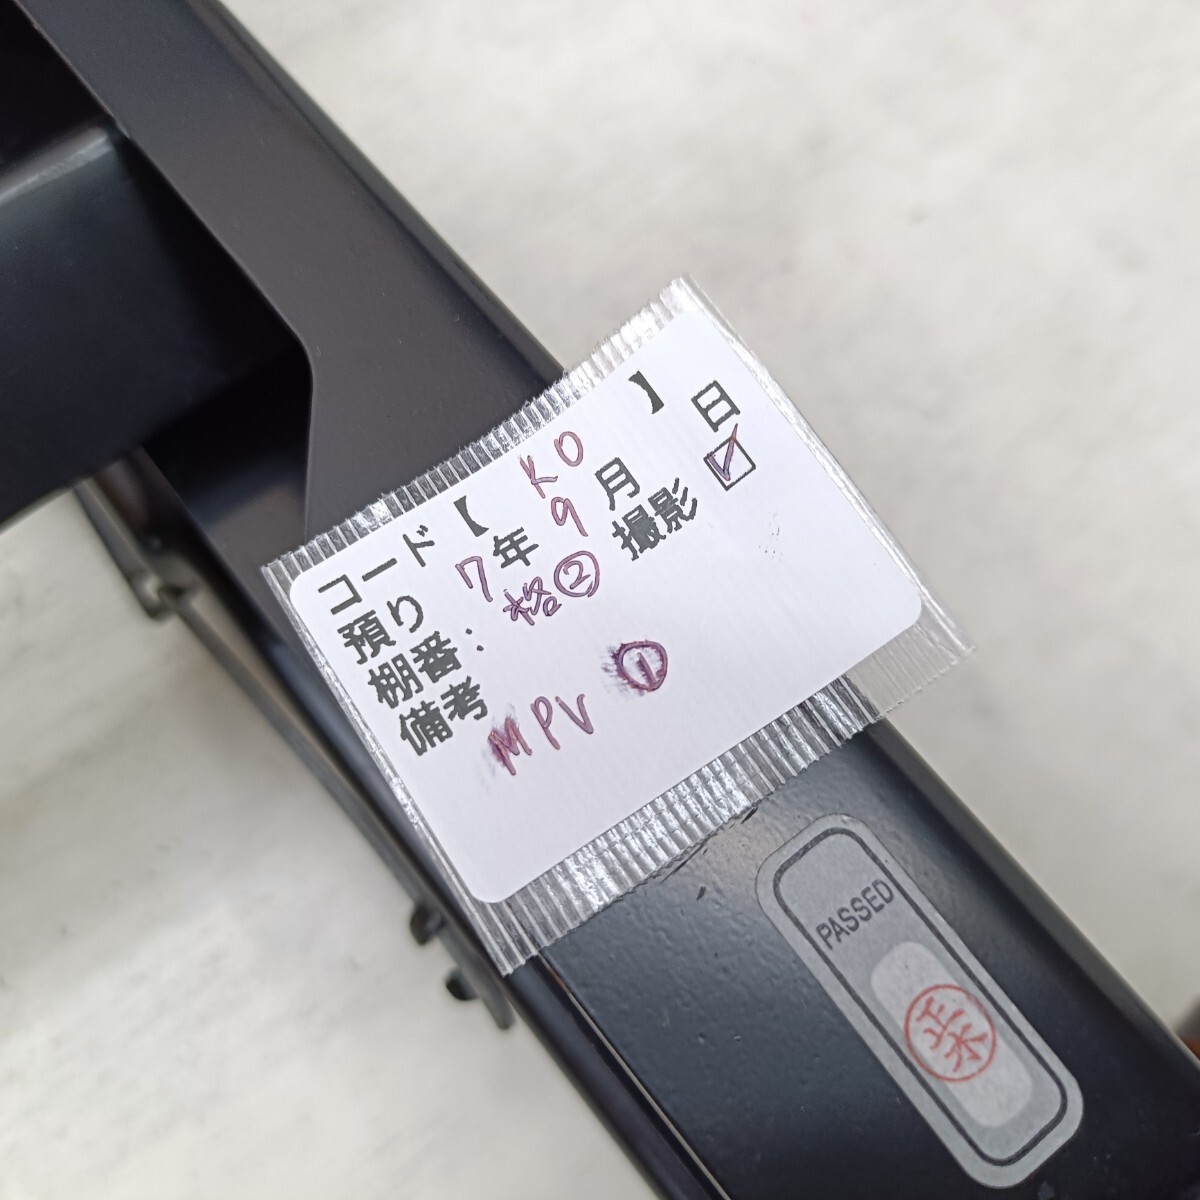 コード【 KO 】
預り 7年 9月 日
棚番: 格② 撮影 ☑
備考 MPV ①
PASSED